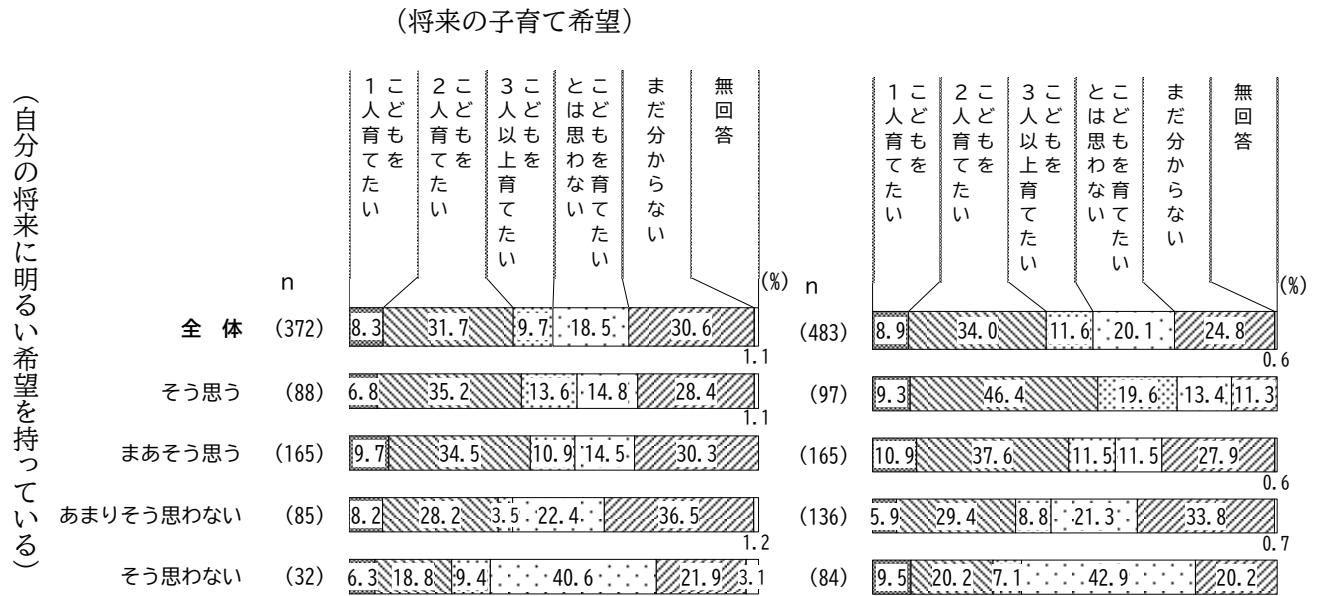 （将来の子育て希望）
（自分の将来に明るい希望を持っている）
こどもを
1人育てたい
こどもを
2人育てたい
こどもを
3人以上育てたい
こどもを育てたい
とは思わない
まだ分からない
無回答
こどもを
1人育てたい
こどもを
2人育てたい
こどもを
3人以上育てたい
こどもを育てたい
とは思わない
まだ分からない
無回答
n (%) n (%)
全　体 (372) 8.3 31.7 9.7 18.5 30.6 1.1 (483) 8.9 34.0 11.6 20.1 24.8 0.6
そう思う (88) 6.8 35.2 13.6 14.8 28.4 1.1 (97) 9.3 46.4 19.6 13.4 11.3
まあそう思う (165) 9.7 34.5 10.9 14.5 30.3 (165) 10.9 37.6 11.5 11.5 27.9 0.6
あまりそう思わない (85) 8.2 28.2 3.5 22.4 36.5 1.2 (136) 5.9 29.4 8.8 21.3 33.8 0.7
そう思わない (32) 6.3 18.8 9.4 40.6 21.9 3.1 (84) 9.5 20.2 7.1 42.9 20.2